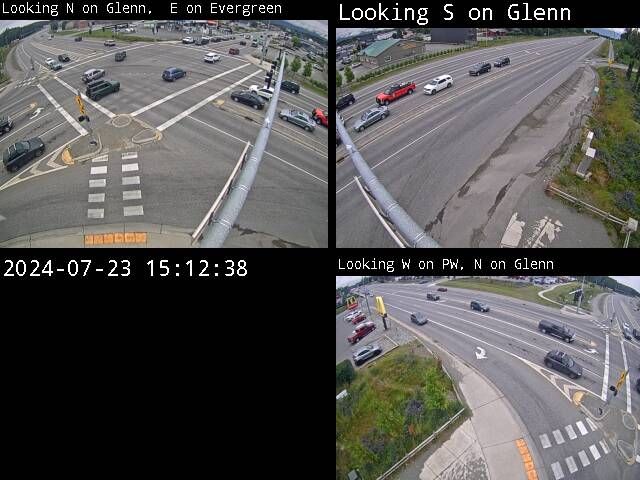 Looking N on Glenn,  E on Evergreen
Looking S on Glenn
2024-07-23 15:12:38
Looking W on PW, N on Glenn